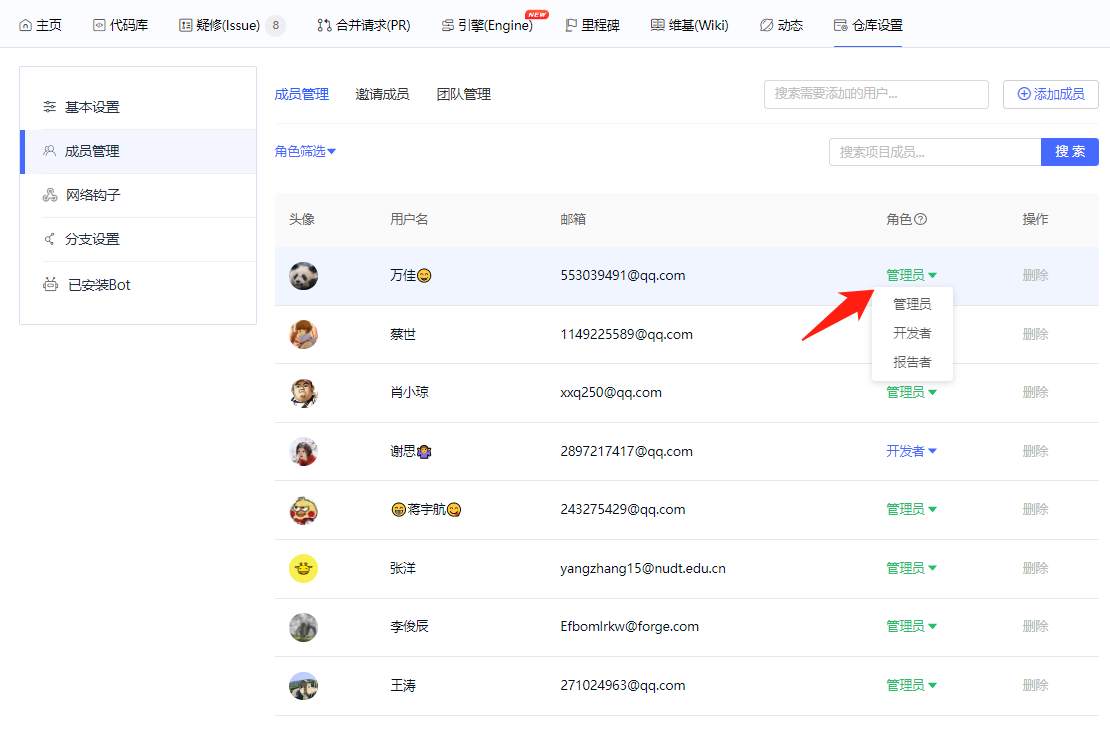 主页 代码库 疑修(Issue) 8 合并请求(PR) 引擎(Engine) NEW 里程碑 维基(Wiki) 动态 仓库设置
基本设置
成员管理
网络钩子
分支设置
已安装Bot
成员管理 邀请成员 团队管理 搜索需要添加的用户... 添加成员
角色筛选 搜索项目成员... 搜 索
头像 用户名 邮箱 角色 操作
万佳😄 553039491@qq.com 管理员 删除
管理员
开发者
报告者
蔡世 1149225589@qq.com 删除
肖小琼 xxq250@qq.com 管理员 删除
谢思🤷‍♀️ 2897217417@qq.com 开发者 删除
😁蒋宇航😋 243275429@qq.com 管理员 删除
张洋 yangzhang15@nudt.edu.cn 管理员 删除
李俊辰 Efbomlrkw@forge.com 管理员 删除
王涛 271024963@qq.com 管理员 删除